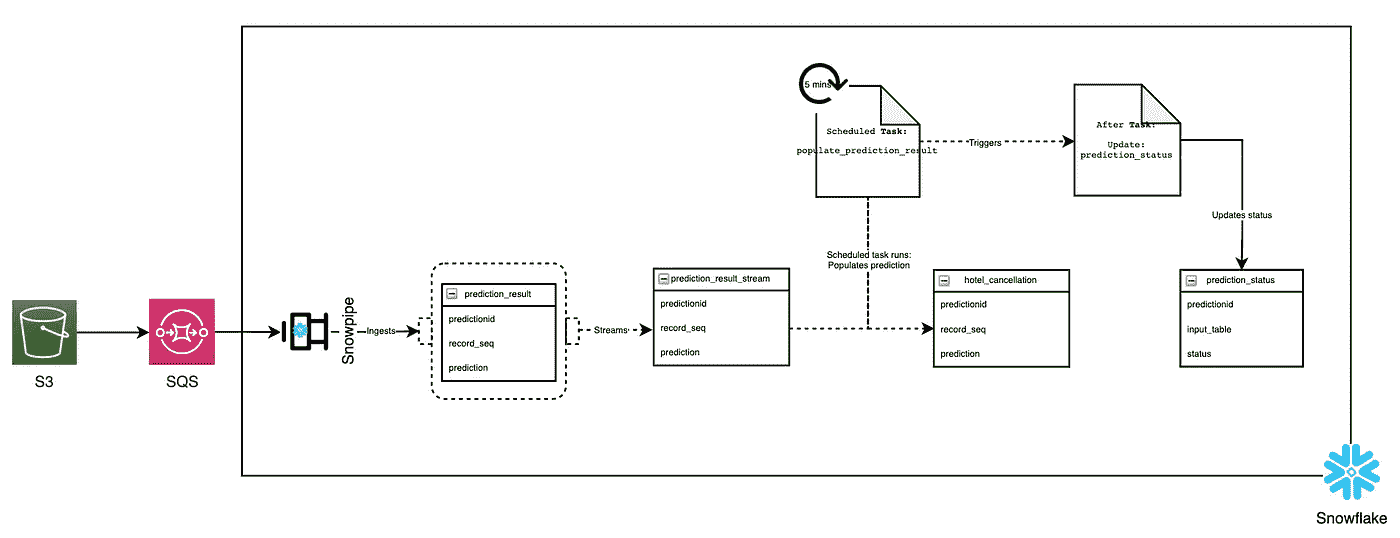 5 mins
Scheduled Task:
populate_prediction_result
Triggers
After Task:
Update:
prediction_status
Updates status
Scheduled task runs:
Populates prediction
S3
SQS
Snowpipe
Ingests
prediction_result
predictionid
record_seq
prediction
Streams
prediction_result_stream
predictionid
record_seq
prediction
hotel_cancellation
predictionid
record_seq
prediction
prediction_status
predictionid
input_table
status
Snowflake